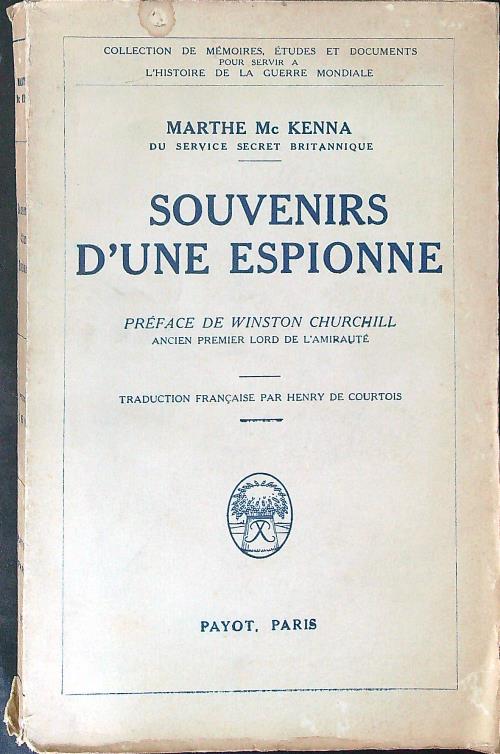 COLLECTION DE MÉMOIRES, ÉTUDES ET DOCUMENTS
POUR SERVIR A
L'HISTOIRE DE LA GUERRE MONDIALE
MARTHE Mc KENNA
DU SERVICE SECRET BRITANNIQUE
SOUVENIRS
D'UNE ESPIONNE
PRÉFACE DE WINSTON CHURCHILL
ANCIEN PREMIER LORD DE L'AMIRAUTÉ
TRADUCTION FRANÇAISE PAR HENRY DE COURTOIS
PAYOT, PARIS